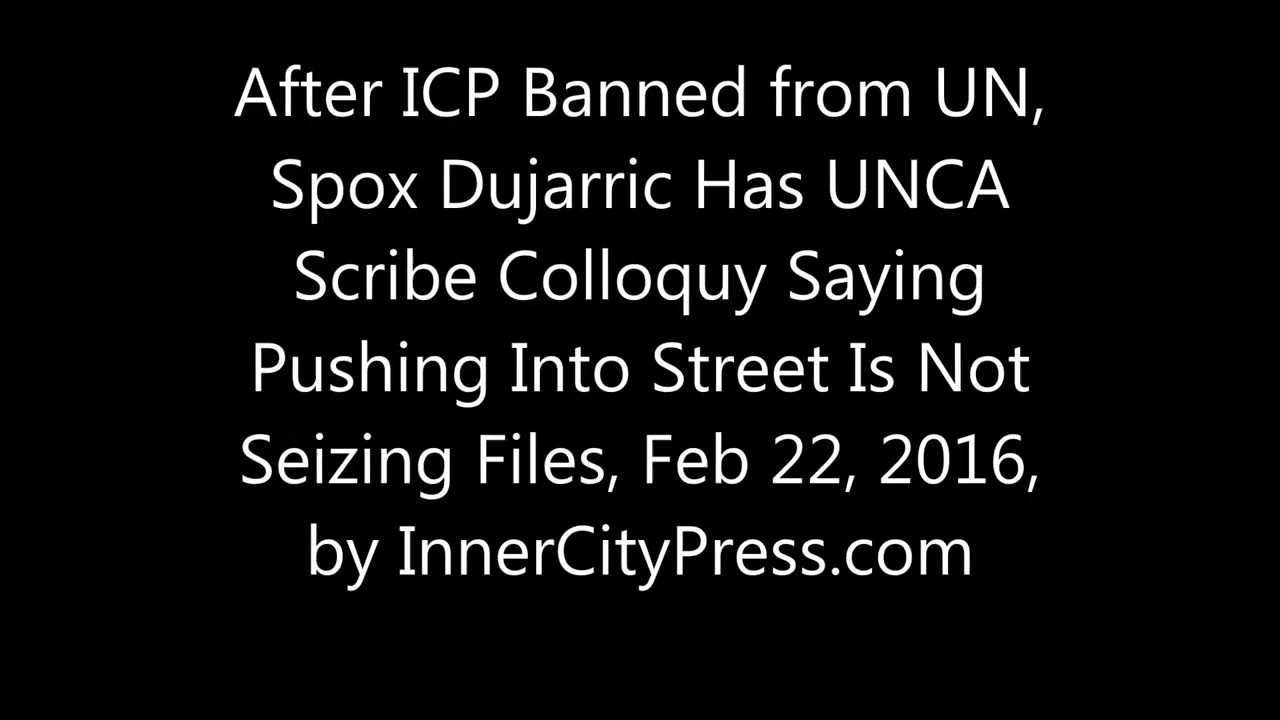 After ICP Banned from UN,
Spox Dujarric Has UNCA
Scribe Colloquy Saying
Pushing Into Street Is Not
Seizing Files, Feb 22, 2016,
by InnerCityPress.com